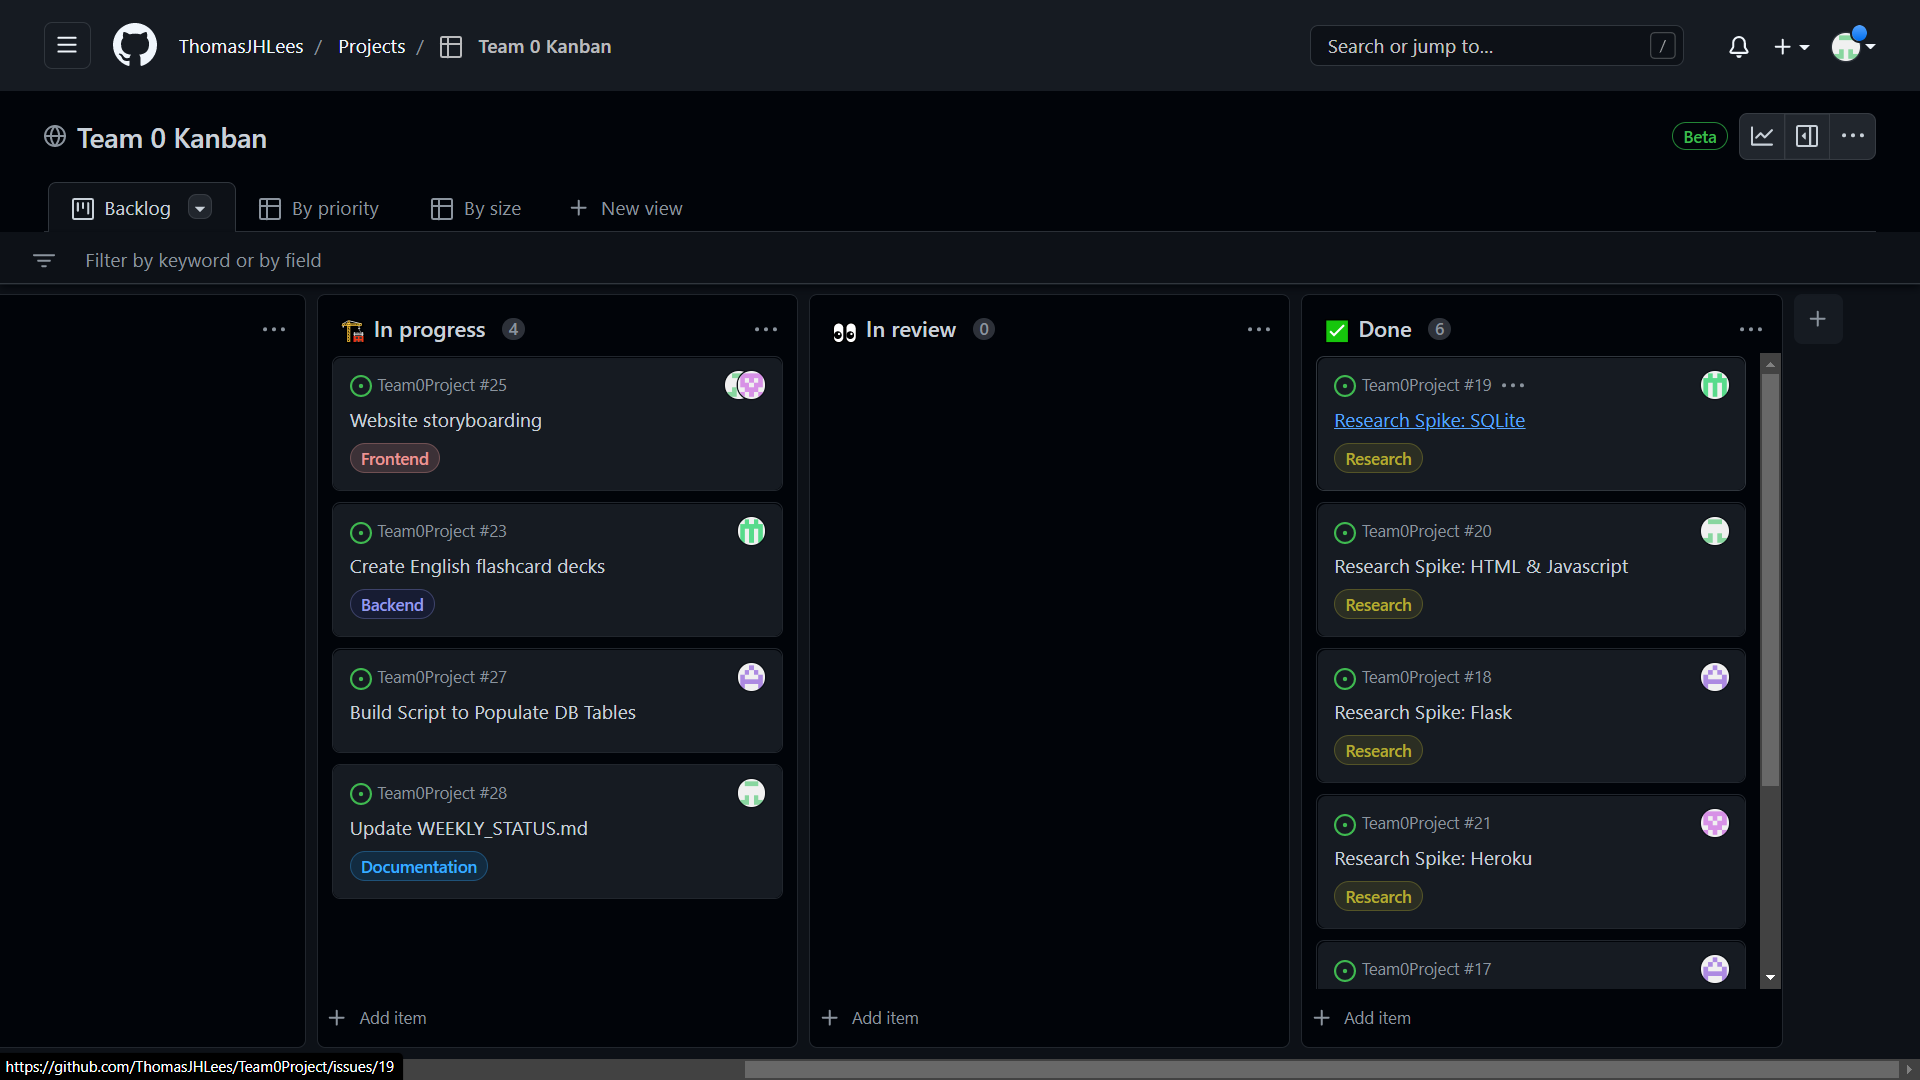 ThomasJHLees / Projects / Team 0 Kanban
Search or jump to... /
Team 0 Kanban
Beta
Backlog
By priority
By size
New view
Filter by keyword or by field
In progress 4
Team0Project #25
Website storyboarding
Frontend
Team0Project #23
Create English flashcard decks
Backend
Team0Project #27
Build Script to Populate DB Tables
Team0Project #28
Update WEEKLY_STATUS.md
Documentation
Add item
In review 0
Add item
Done 6
Team0Project #19
Research Spike: SQLite
Research
Team0Project #20
Research Spike: HTML & Javascript
Research
Team0Project #18
Research Spike: Flask
Research
Team0Project #21
Research Spike: Heroku
Research
Team0Project #17
Add item
https://github.com/ThomasJHLees/Team0Project/issues/19